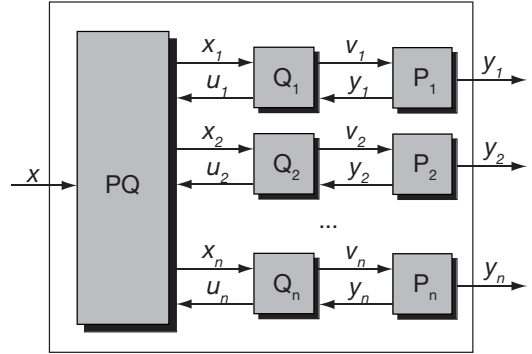 x₁ v₁ y₁
Q₁ P₁
u₁ y₁
x₂ v₂ y₂
Q₂ P₂
x PQ
u₂ y₂
...
xₙ vₙ yₙ
Qₙ Pₙ
uₙ yₙ